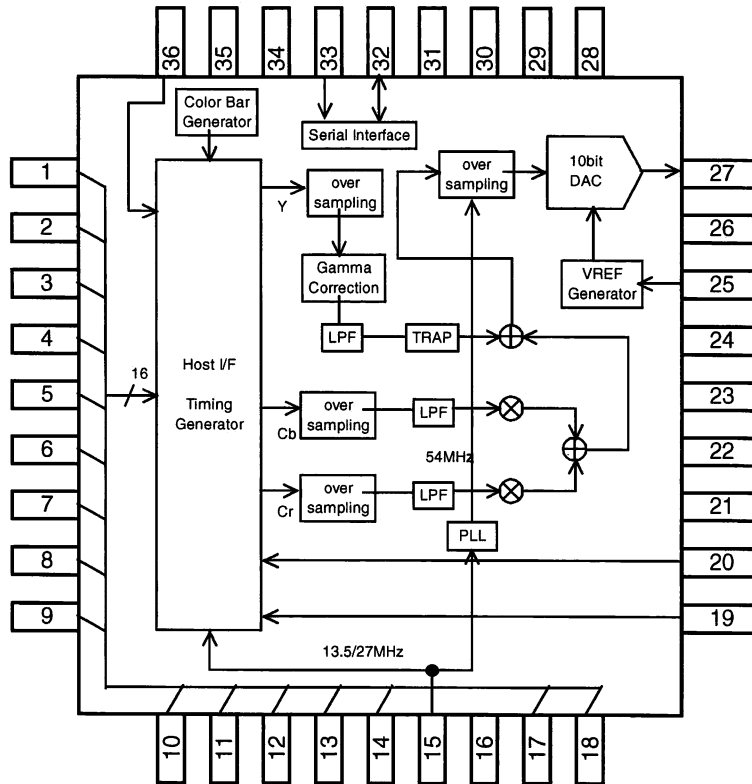 36 35 34 33 32 31 30 29 28
Color Bar
Generator
Serial Interface
1
2
3
4
5
6
7
8
9
16
Host I/F
Timing
Generator
Y
over
sampling
Gamma
Correction
LPF
TRAP
over
sampling
10bit
DAC
VREF
Generator
Cb
over
sampling
LPF
Cr
over
sampling
LPF
54MHz
PLL
13.5/27MHz
27
26
25
24
23
22
21
20
19
10 11 12 13 14 15 16 17 18